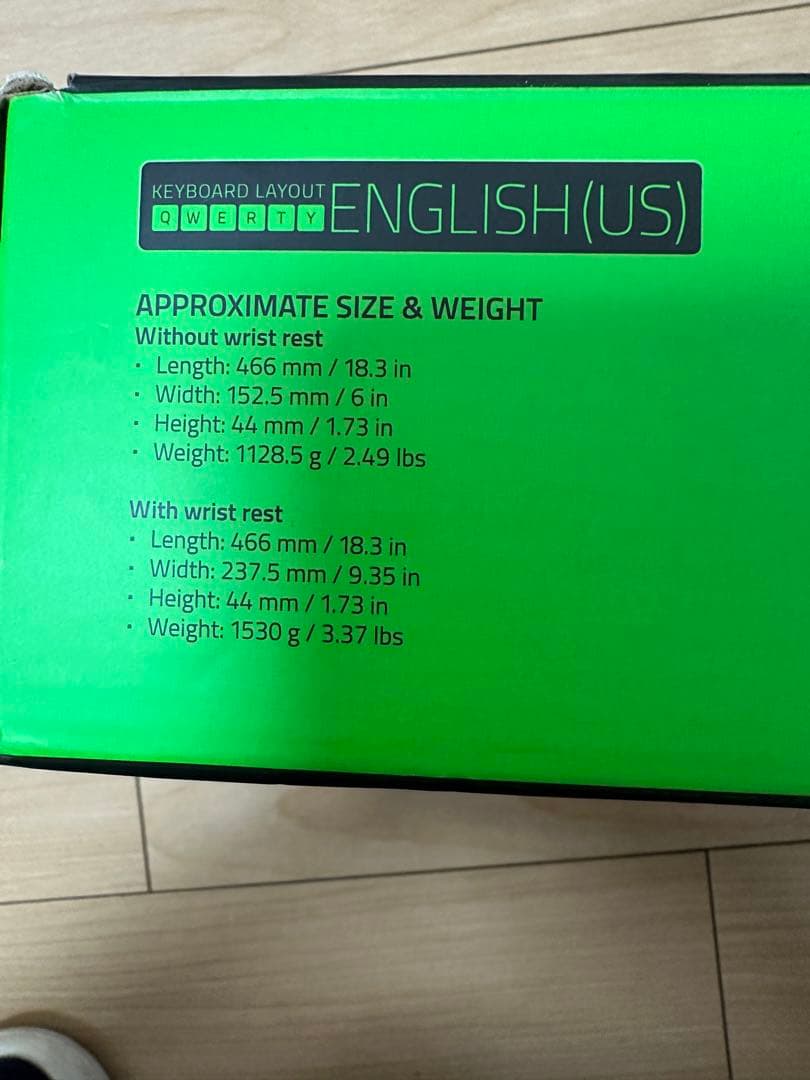 KEYBOARD LAYOUT
QWERTY
ENGLISH (US)
APPROXIMATE SIZE & WEIGHT
Without wrist rest
· Length: 466 mm / 18.3 in
· Width: 152.5 mm / 6 in
· Height: 44 mm / 1.73 in
· Weight: 1128.5 g / 2.49 lbs
With wrist rest
· Length: 466 mm / 18.3 in
· Width: 237.5 mm / 9.35 in
· Height: 44 mm / 1.73 in
· Weight: 1530 g / 3.37 lbs